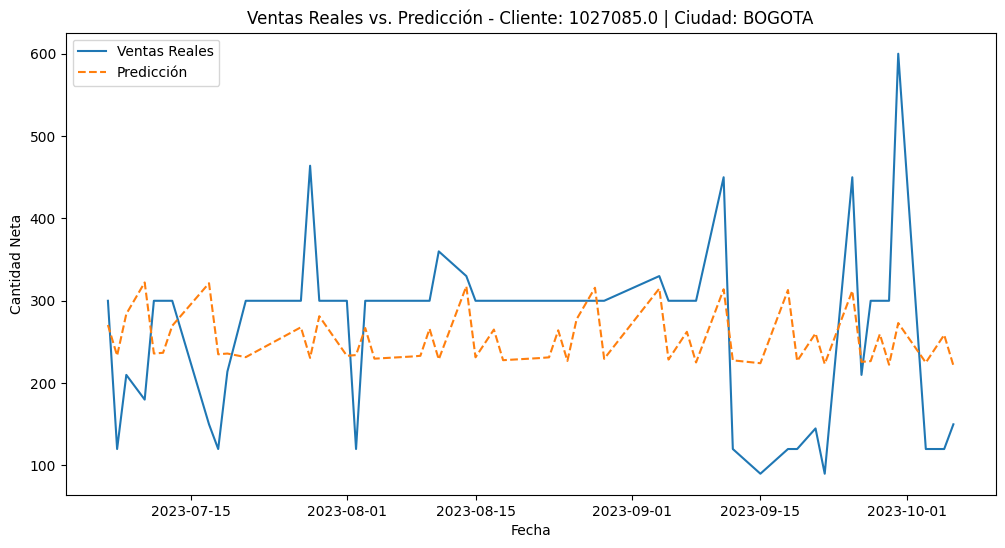 Ventas Reales vs. Predicción - Cliente: 1027085.0 | Ciudad: BOGOTA
Ventas Reales
Predicción
Cantidad Neta
600
500
400
300
200
100
2023-07-15
2023-08-01
2023-08-15
2023-09-01
2023-09-15
2023-10-01
Fecha